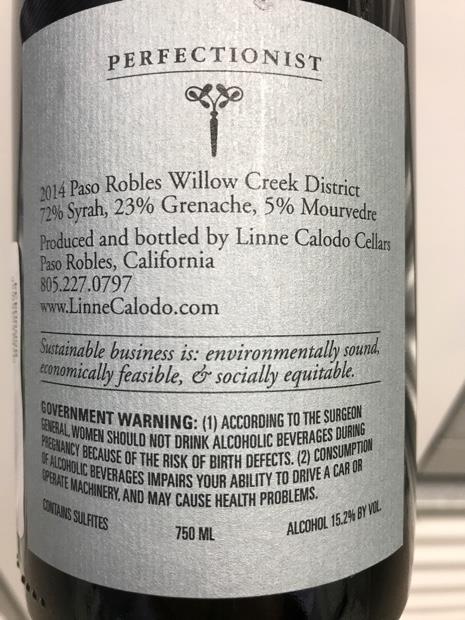 PERFECTIONIST
2014 Paso Robles Willow Creek District
72% Syrah, 23% Grenache, 5% Mourvedre
Produced and bottled by Linne Calodo Cellars
Paso Robles, California
805.227.0797
www.LinneCalodo.com
Sustainable business is: environmentally sound,
economically feasible, & socially equitable.
GOVERNMENT WARNING: (1) ACCORDING TO THE SURGEON
GENERAL, WOMEN SHOULD NOT DRINK ALCOHOLIC BEVERAGES DURING
PREGNANCY BECAUSE OF THE RISK OF BIRTH DEFECTS. (2) CONSUMPTION
OF ALCOHOLIC BEVERAGES IMPAIRS YOUR ABILITY TO DRIVE A CAR OR
OPERATE MACHINERY, AND MAY CAUSE HEALTH PROBLEMS.
CONTAINS SULFITES 750 ML ALCOHOL 15.2% BY VOL.